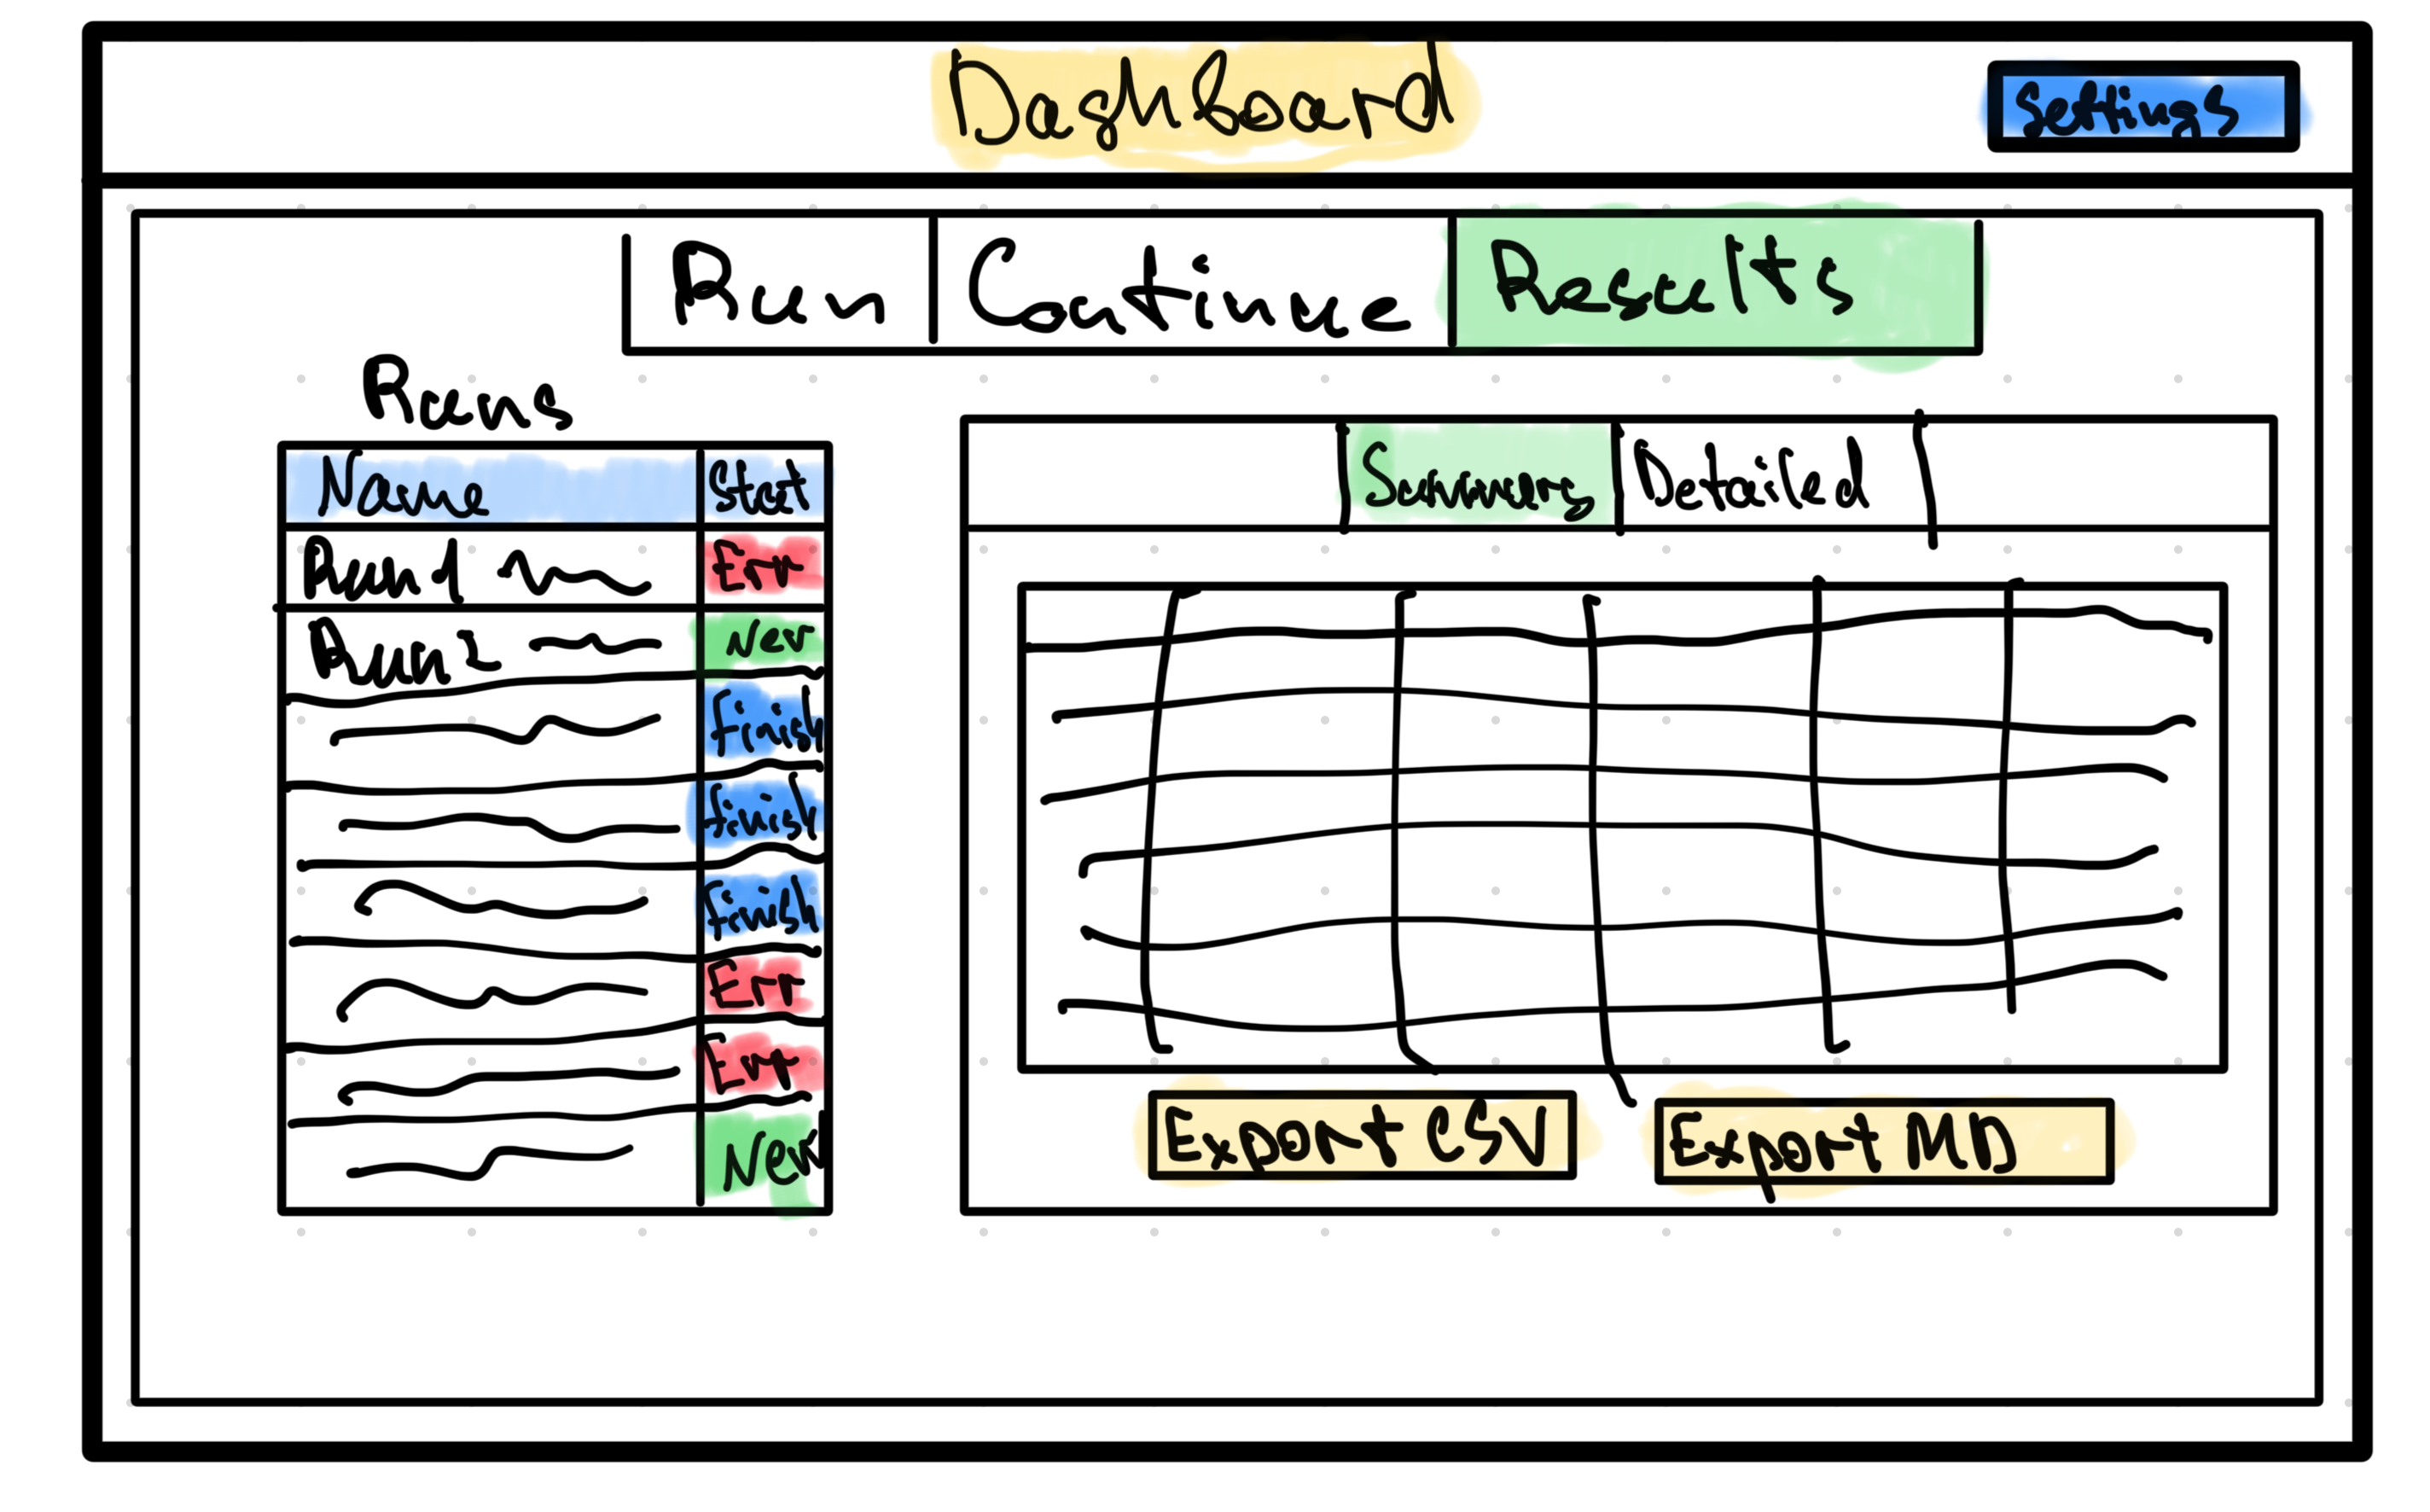 Dashboard
Settings
Run Continue Results
Runs
Name Stat
Summary Detailed
Run1 Err
Run2 New
finish
finish
finish
Err
Err
New
Export CSV Export MD